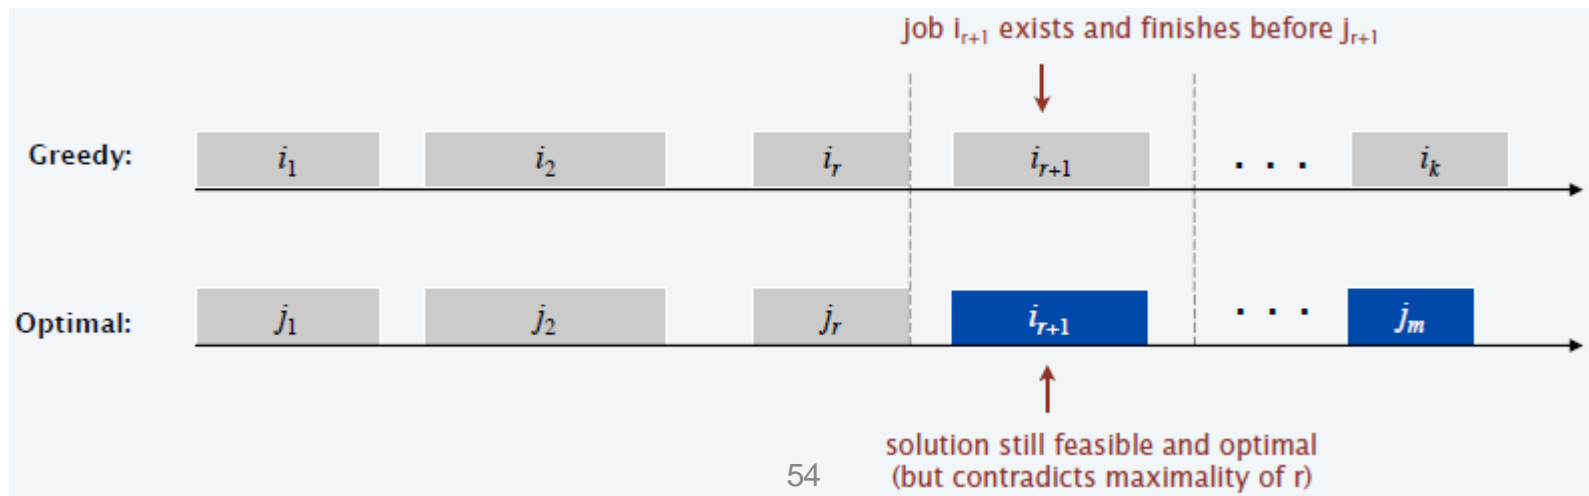 job i_{r+1} exists and finishes before j_{r+1}
Greedy: i_1 i_2 i_r i_{r+1} . . . i_k
Optimal: j_1 j_2 j_r i_{r+1} . . . j_m
solution still feasible and optimal
54 (but contradicts maximality of r)